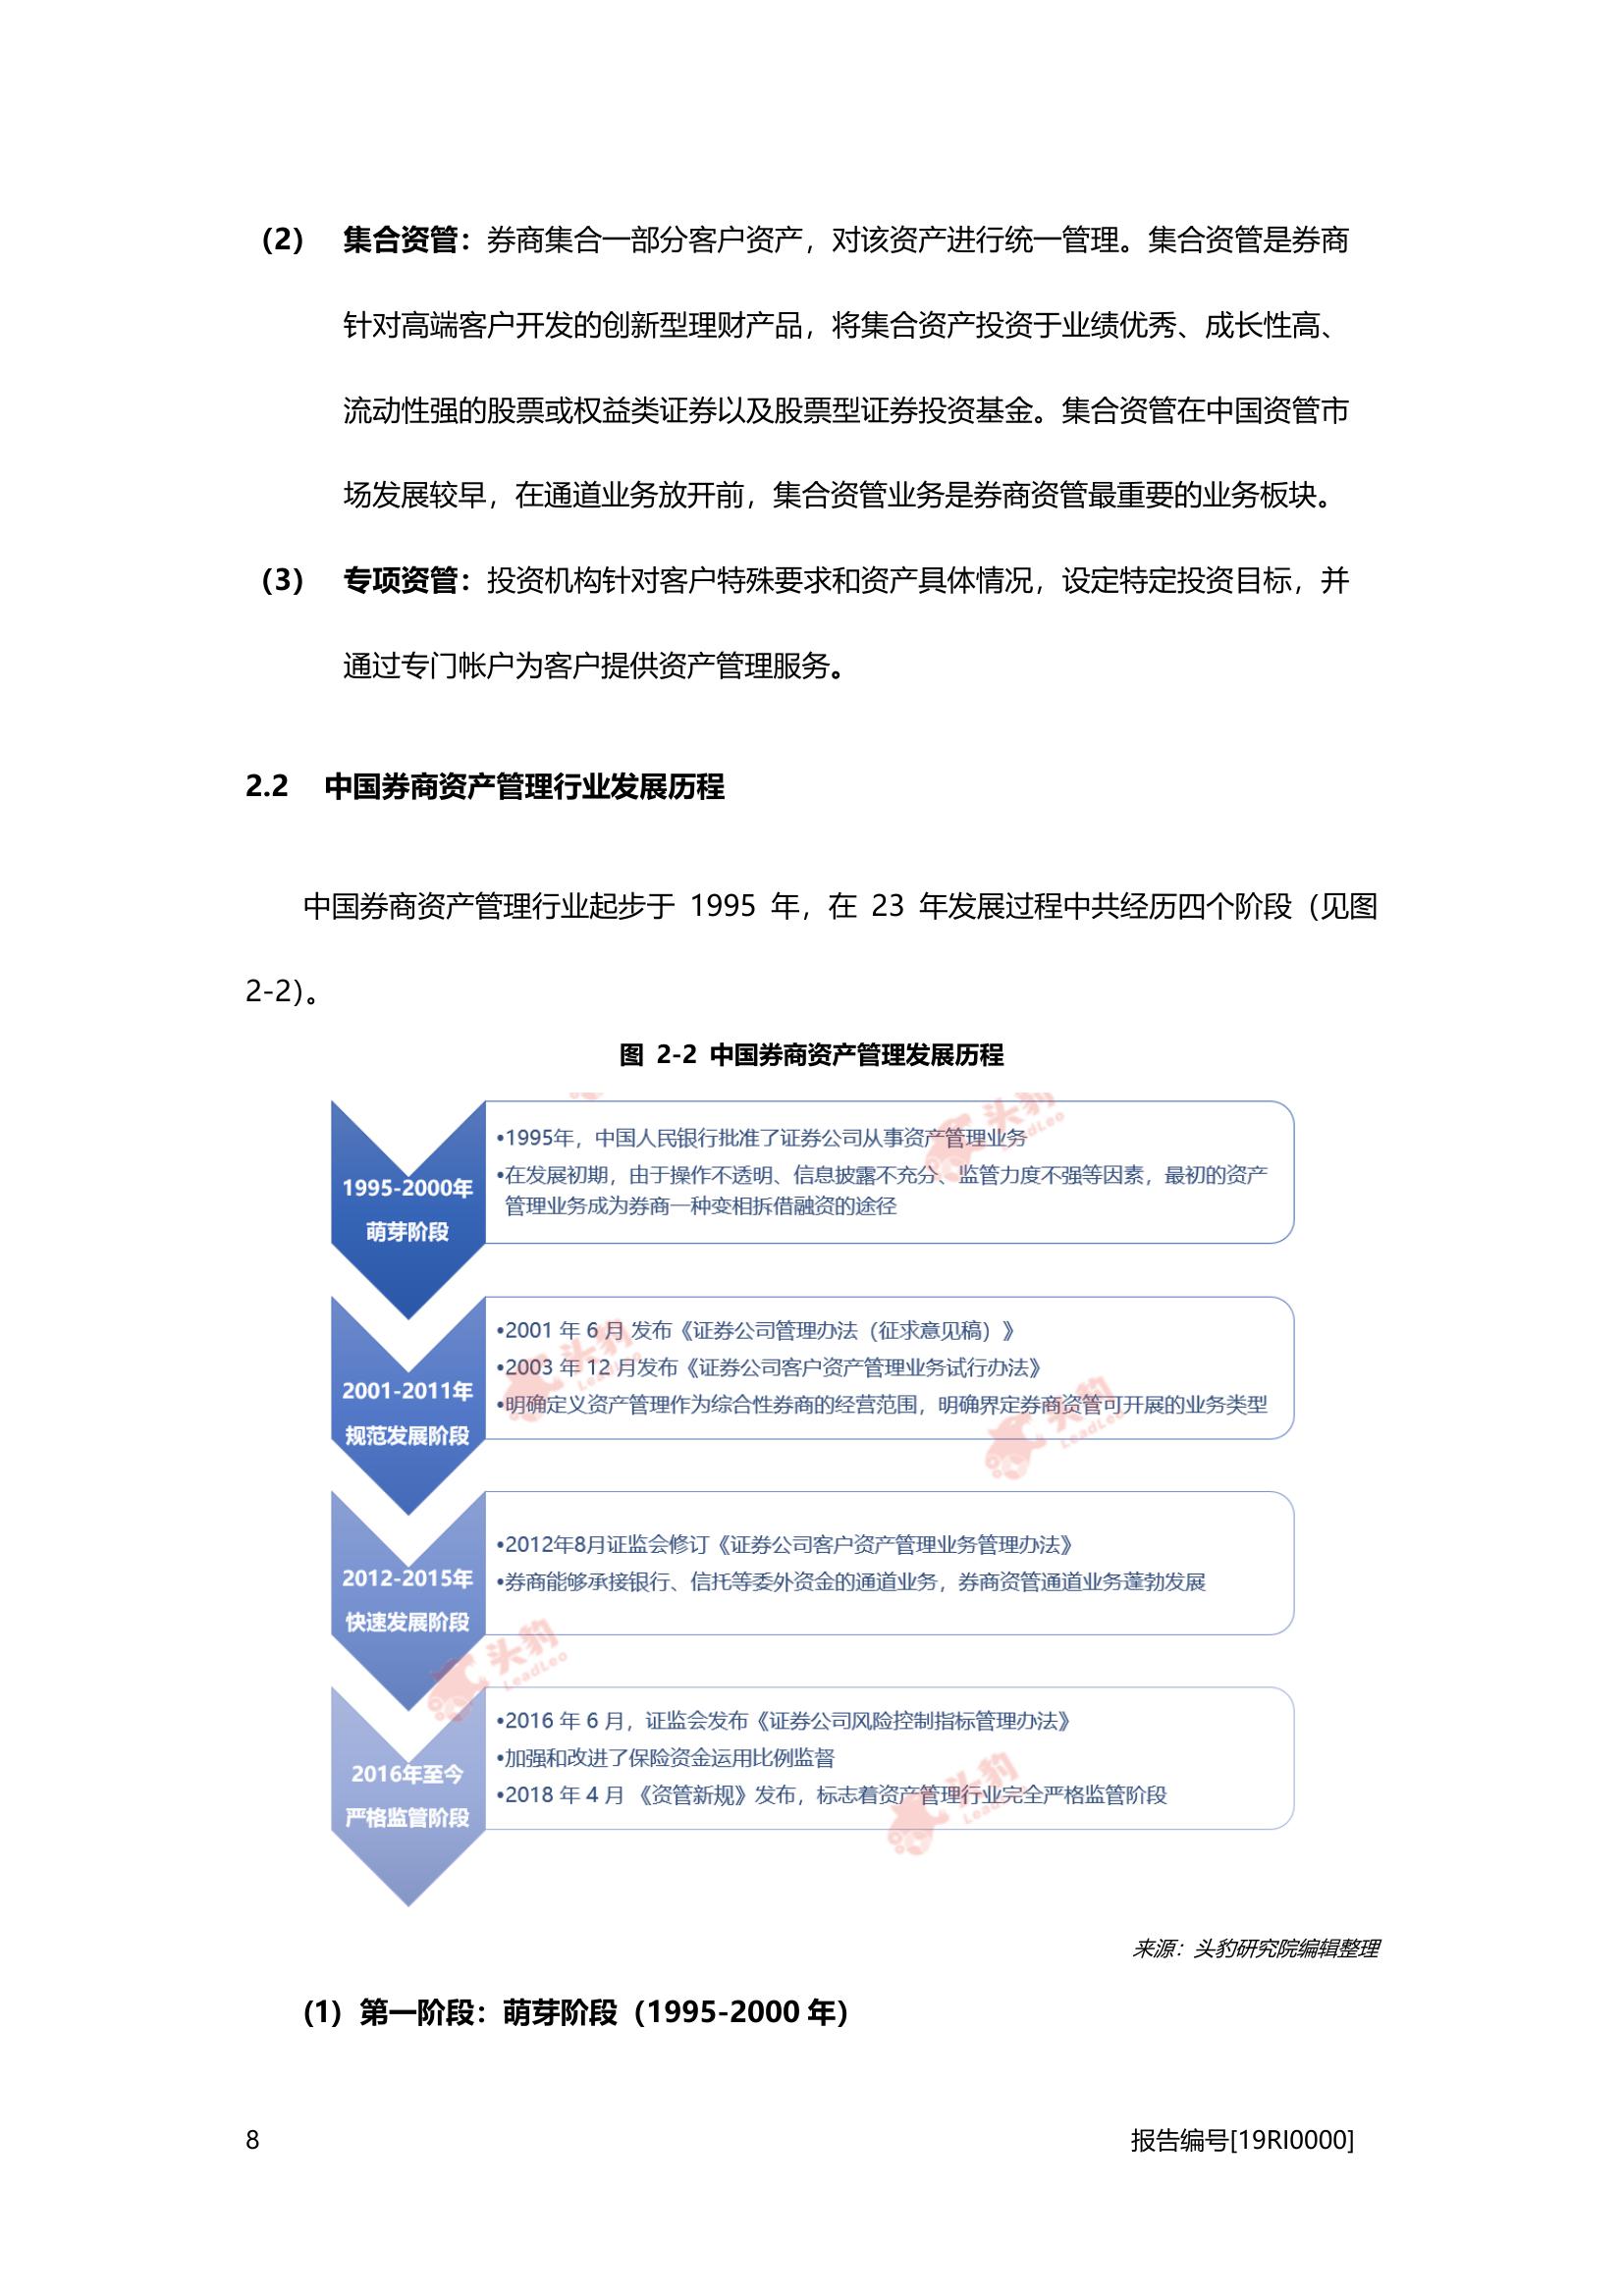 (2) 集合资管：券商集合一部分客户资产，对该资产进行统一管理。集合资管是券商
针对高端客户开发的创新型理财产品，将集合资产投资于业绩优秀、成长性高、
流动性强的股票或权益类证券以及股票型证券投资基金。集合资管在中国资管市
场发展较早，在通道业务放开前，集合资管业务是券商资管最重要的业务板块。
(3) 专项资管：投资机构针对客户特殊要求和资产具体情况，设定特定投资目标，并
通过专门帐户为客户提供资产管理服务。
2.2 中国券商资产管理行业发展历程
中国券商资产管理行业起步于 1995 年，在 23 年发展过程中共经历四个阶段（见图
2-2）。
图 2-2 中国券商资产管理发展历程
1995-2000年
萌芽阶段
•1995年，中国人民银行批准了证券公司从事资产管理业务
•在发展初期，由于操作不透明、信息披露不充分、监管力度不强等因素，最初的资产
管理业务成为券商一种变相拆借融资的途径
2001-2011年
规范发展阶段
•2001 年 6 月 发布《证券公司管理办法（征求意见稿）》
•2003 年 12 月发布《证券公司客户资产管理业务试行办法》
•明确定义资产管理作为综合性券商的经营范围，明确界定券商资管可开展的业务类型
2012-2015年
快速发展阶段
•2012年8月证监会修订《证券公司客户资产管理业务管理办法》
•券商能够承接银行、信托等委外资金的通道业务，券商资管通道业务蓬勃发展
2016年至今
严格监管阶段
•2016 年 6 月，证监会发布《证券公司风险控制指标管理办法》
•加强和改进了保险资金运用比例监督
•2018 年 4 月 《资管新规》发布，标志着资产管理行业完全严格监管阶段
头豹
LeadLeo
头豹
LeadLeo
头豹
LeadLeo
头豹
LeadLeo
头豹
LeadLeo
来源：头豹研究院编辑整理
(1) 第一阶段：萌芽阶段（1995-2000 年）
8 报告编号[19RI0000]